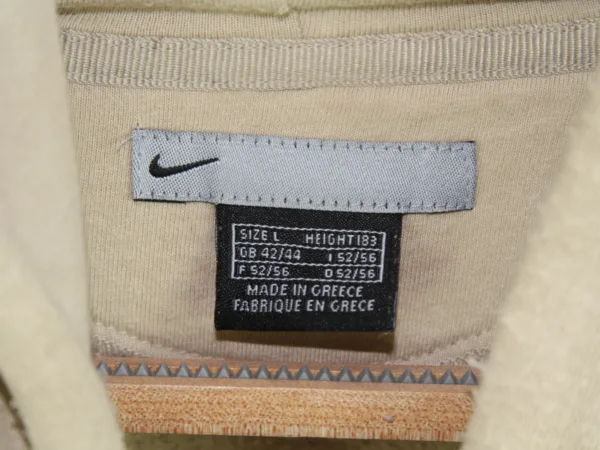 SIZE L HEIGHT 183
GB 42/44 I 52/56
F 52/56 D 52/56
MADE IN GREECE
FABRIQUE EN GRECE